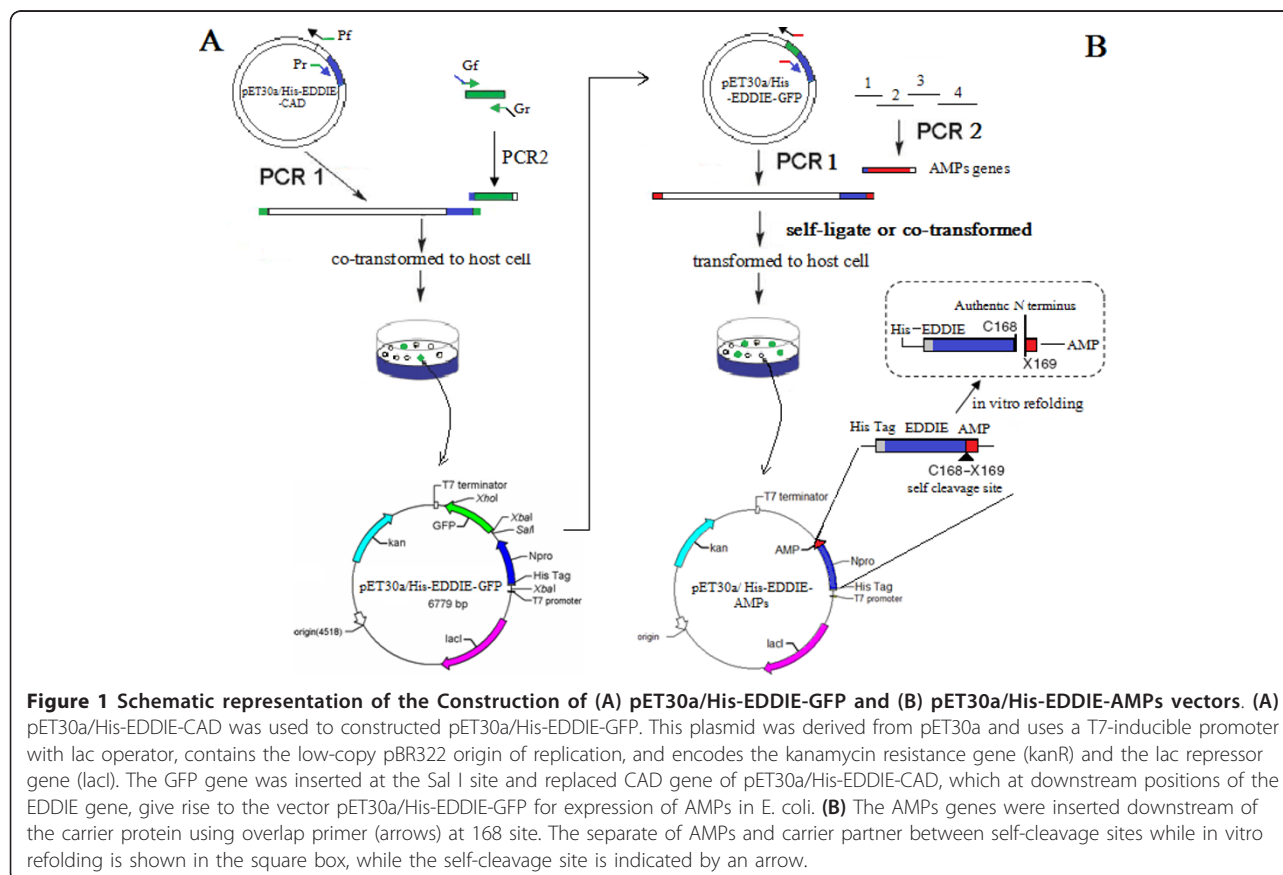 A
Pf
Pr
pET30a/His-EDDIE
-CAD
Gf
Gr
PCR 1
PCR2
co-transformed to host cell
T7 terminator
XhoI
GFP
XbaI
SalI
kan
Npro
His Tag
XbaI
T7 promoter
pET30a/His-EDDIE-GFP
6779 bp
origin(4518)
lacI
B
pET30a/His
-EDDIE-GFP
1
2
3
4
PCR 1
PCR 2
AMPs genes
self-ligate or co-transformed
transformed to host cell
Authentic N terminus
His-EDDIE
C168
AMP
X169
in vitro refolding
His Tag EDDIE AMP
C168-X169
self cleavage site
T7 terminator
AMP
kan
Npro
His Tag
T7 promoter
pET30a/ His-EDDIE-
AMPs
origin
lacI
Figure 1 Schematic representation of the Construction of (A) pET30a/His-EDDIE-GFP and (B) pET30a/His-EDDIE-AMPs vectors. (A)
pET30a/His-EDDIE-CAD was used to constructed pET30a/His-EDDIE-GFP. This plasmid was derived from pET30a and uses a T7-inducible promoter
with lac operator, contains the low-copy pBR322 origin of replication, and encodes the kanamycin resistance gene (kanR) and the lac repressor
gene (lacI). The GFP gene was inserted at the Sal I site and replaced CAD gene of pET30a/His-EDDIE-CAD, which at downstream positions of the
EDDIE gene, give rise to the vector pET30a/His-EDDIE-GFP for expression of AMPs in E. coli. (B) The AMPs genes were inserted downstream of
the carrier protein using overlap primer (arrows) at 168 site. The separate of AMPs and carrier partner between self-cleavage sites while in vitro
refolding is shown in the square box, while the self-cleavage site is indicated by an arrow.